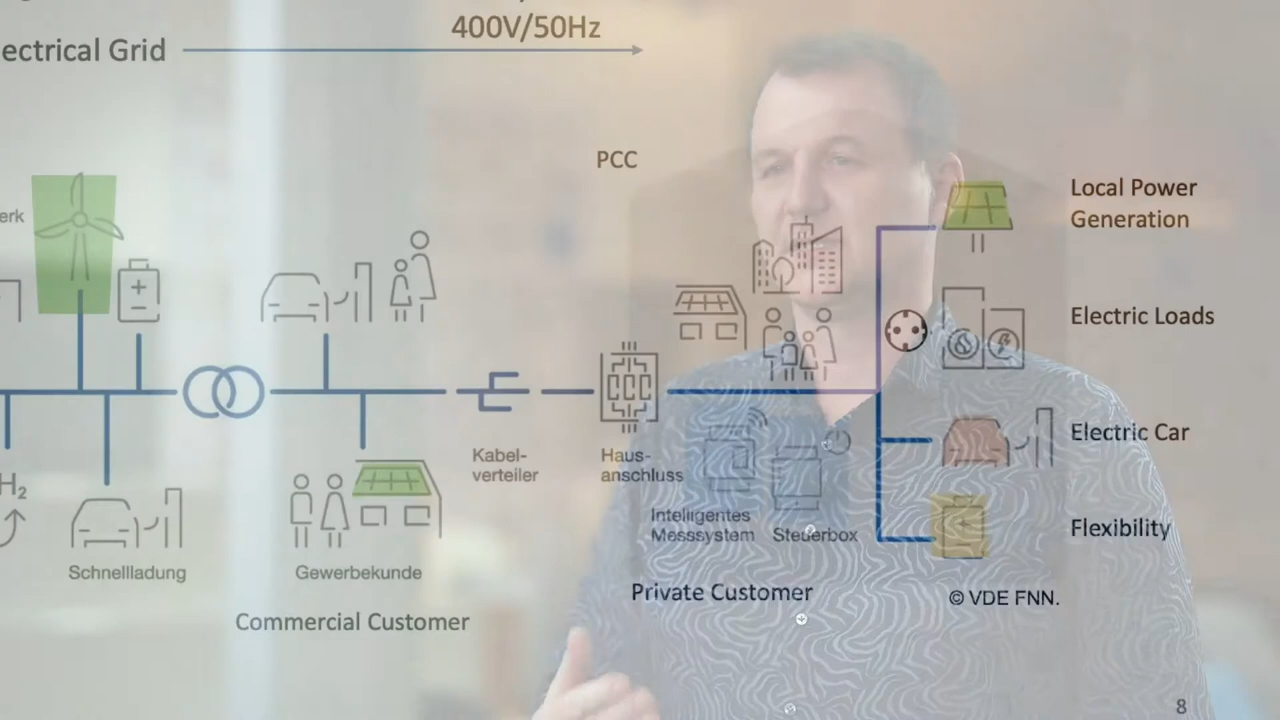 400V/50Hz
ectrical Grid
PCC
Local Power
Generation
erk
Electric Loads
CCC
Electric Car
Kabel-
verteiler
Haus-
anschluss
H2
Intelligentes
Messsystem
Steuerbox
Flexibility
Schnellladung
Gewerbekunde
Private Customer
© VDE FNN.
Commercial Customer
8